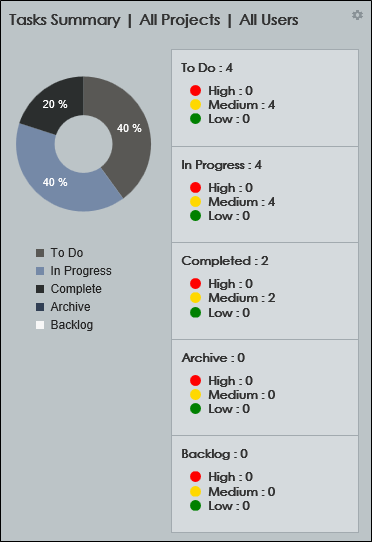 Tasks Summary | All Projects | All Users
20 %
40 %
40 %
To Do
In Progress
Complete
Archive
Backlog
To Do : 4
High : 0
Medium : 4
Low : 0
In Progress : 4
High : 0
Medium : 4
Low : 0
Completed : 2
High : 0
Medium : 2
Low : 0
Archive : 0
High : 0
Medium : 0
Low : 0
Backlog : 0
High : 0
Medium : 0
Low : 0